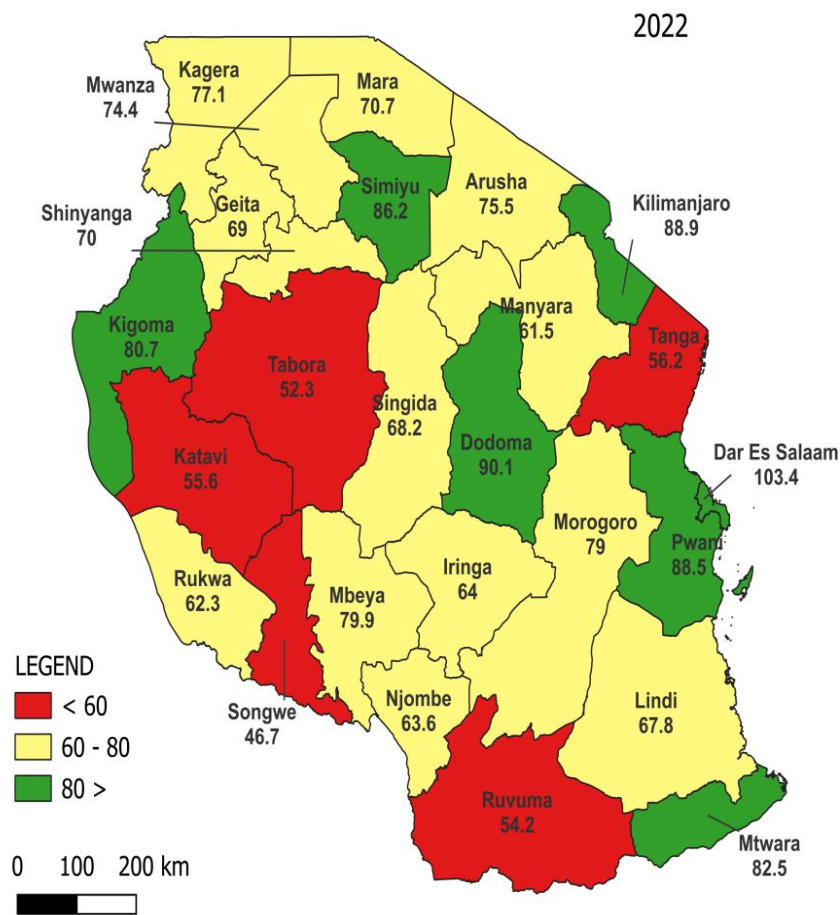 2022
Kagera
77.1
Mwanza
74.4
Mara
70.7
Simiyu
86.2
Arusha
75.5
Geita
69
Shinyanga
70
Kilimanjaro
88.9
Kigoma
80.7
Manyara
61.5
Tanga
56.2
Tabora
52.3
Singida
68.2
Dodoma
90.1
Dar Es Salaam
103.4
Katavi
55.6
Morogoro
79
Pwani
88.5
Rukwa
62.3
Mbeya
79.9
Iringa
64
Songwe
46.7
Njombe
63.6
Lindi
67.8
Ruvuma
54.2
Mtwara
82.5
LEGEND
< 60
60 - 80
80 >
0 100 200 km